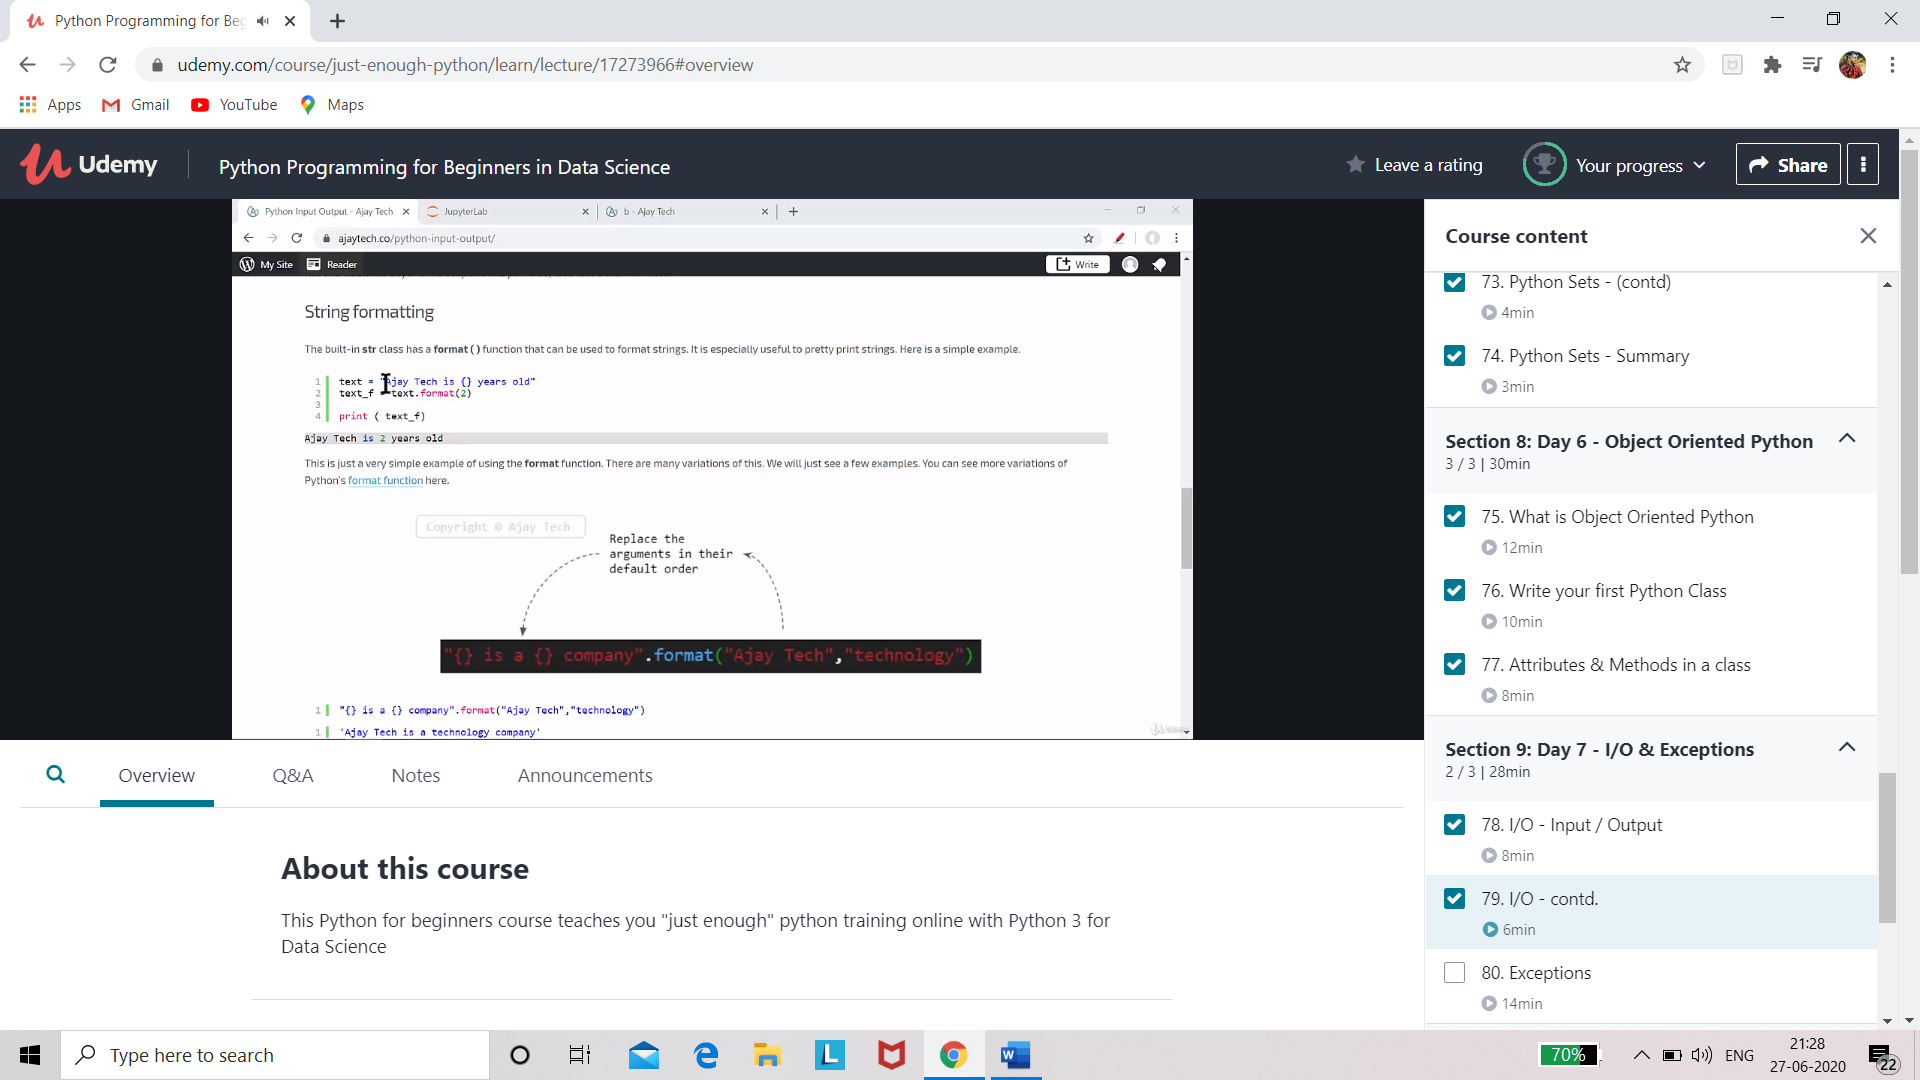 Python Programming for Beg
udemy.com/course/just-enough-python/learn/lecture/17273966#overview
Apps Gmail YouTube Maps
Udemy Python Programming for Beginners in Data Science Leave a rating Your progress Share
Python Input Output - Ajay Tech JupyterLab b - Ajay Tech
ajaytech.co/python-input-output/
My Site Reader Write
String formatting
The built-in str class has a format() function that can be used to format strings. It is especially useful to pretty print strings. Here is a simple example.
1 text = "Ajay Tech is {} years old"
2 text_f = text.format(2)
3
4 print ( text_f)
Ajay Tech is 2 years old
This is just a very simple example of using the format function. There are many variations of this. We will just see a few examples. You can see more variations of
Python's format function here.
Copyright © Ajay Tech
Replace the
arguments in their
default order
"{} is a {} company".format("Ajay Tech","technology")
1 "{} is a {} company".format("Ajay Tech","technology")
1 'Ajay Tech is a technology company'
Overview Q&A Notes Announcements
About this course
This Python for beginners course teaches you "just enough" python training online with Python 3 for
Data Science
Course content
73. Python Sets - (contd)
4min
74. Python Sets - Summary
3min
Section 8: Day 6 - Object Oriented Python
3 / 3 | 30min
75. What is Object Oriented Python
12min
76. Write your first Python Class
10min
77. Attributes & Methods in a class
8min
Section 9: Day 7 - I/O & Exceptions
2 / 3 | 28min
78. I/O - Input / Output
8min
79. I/O - contd.
6min
80. Exceptions
14min
Type here to search
70%
ENG
21:28
27-06-2020
22